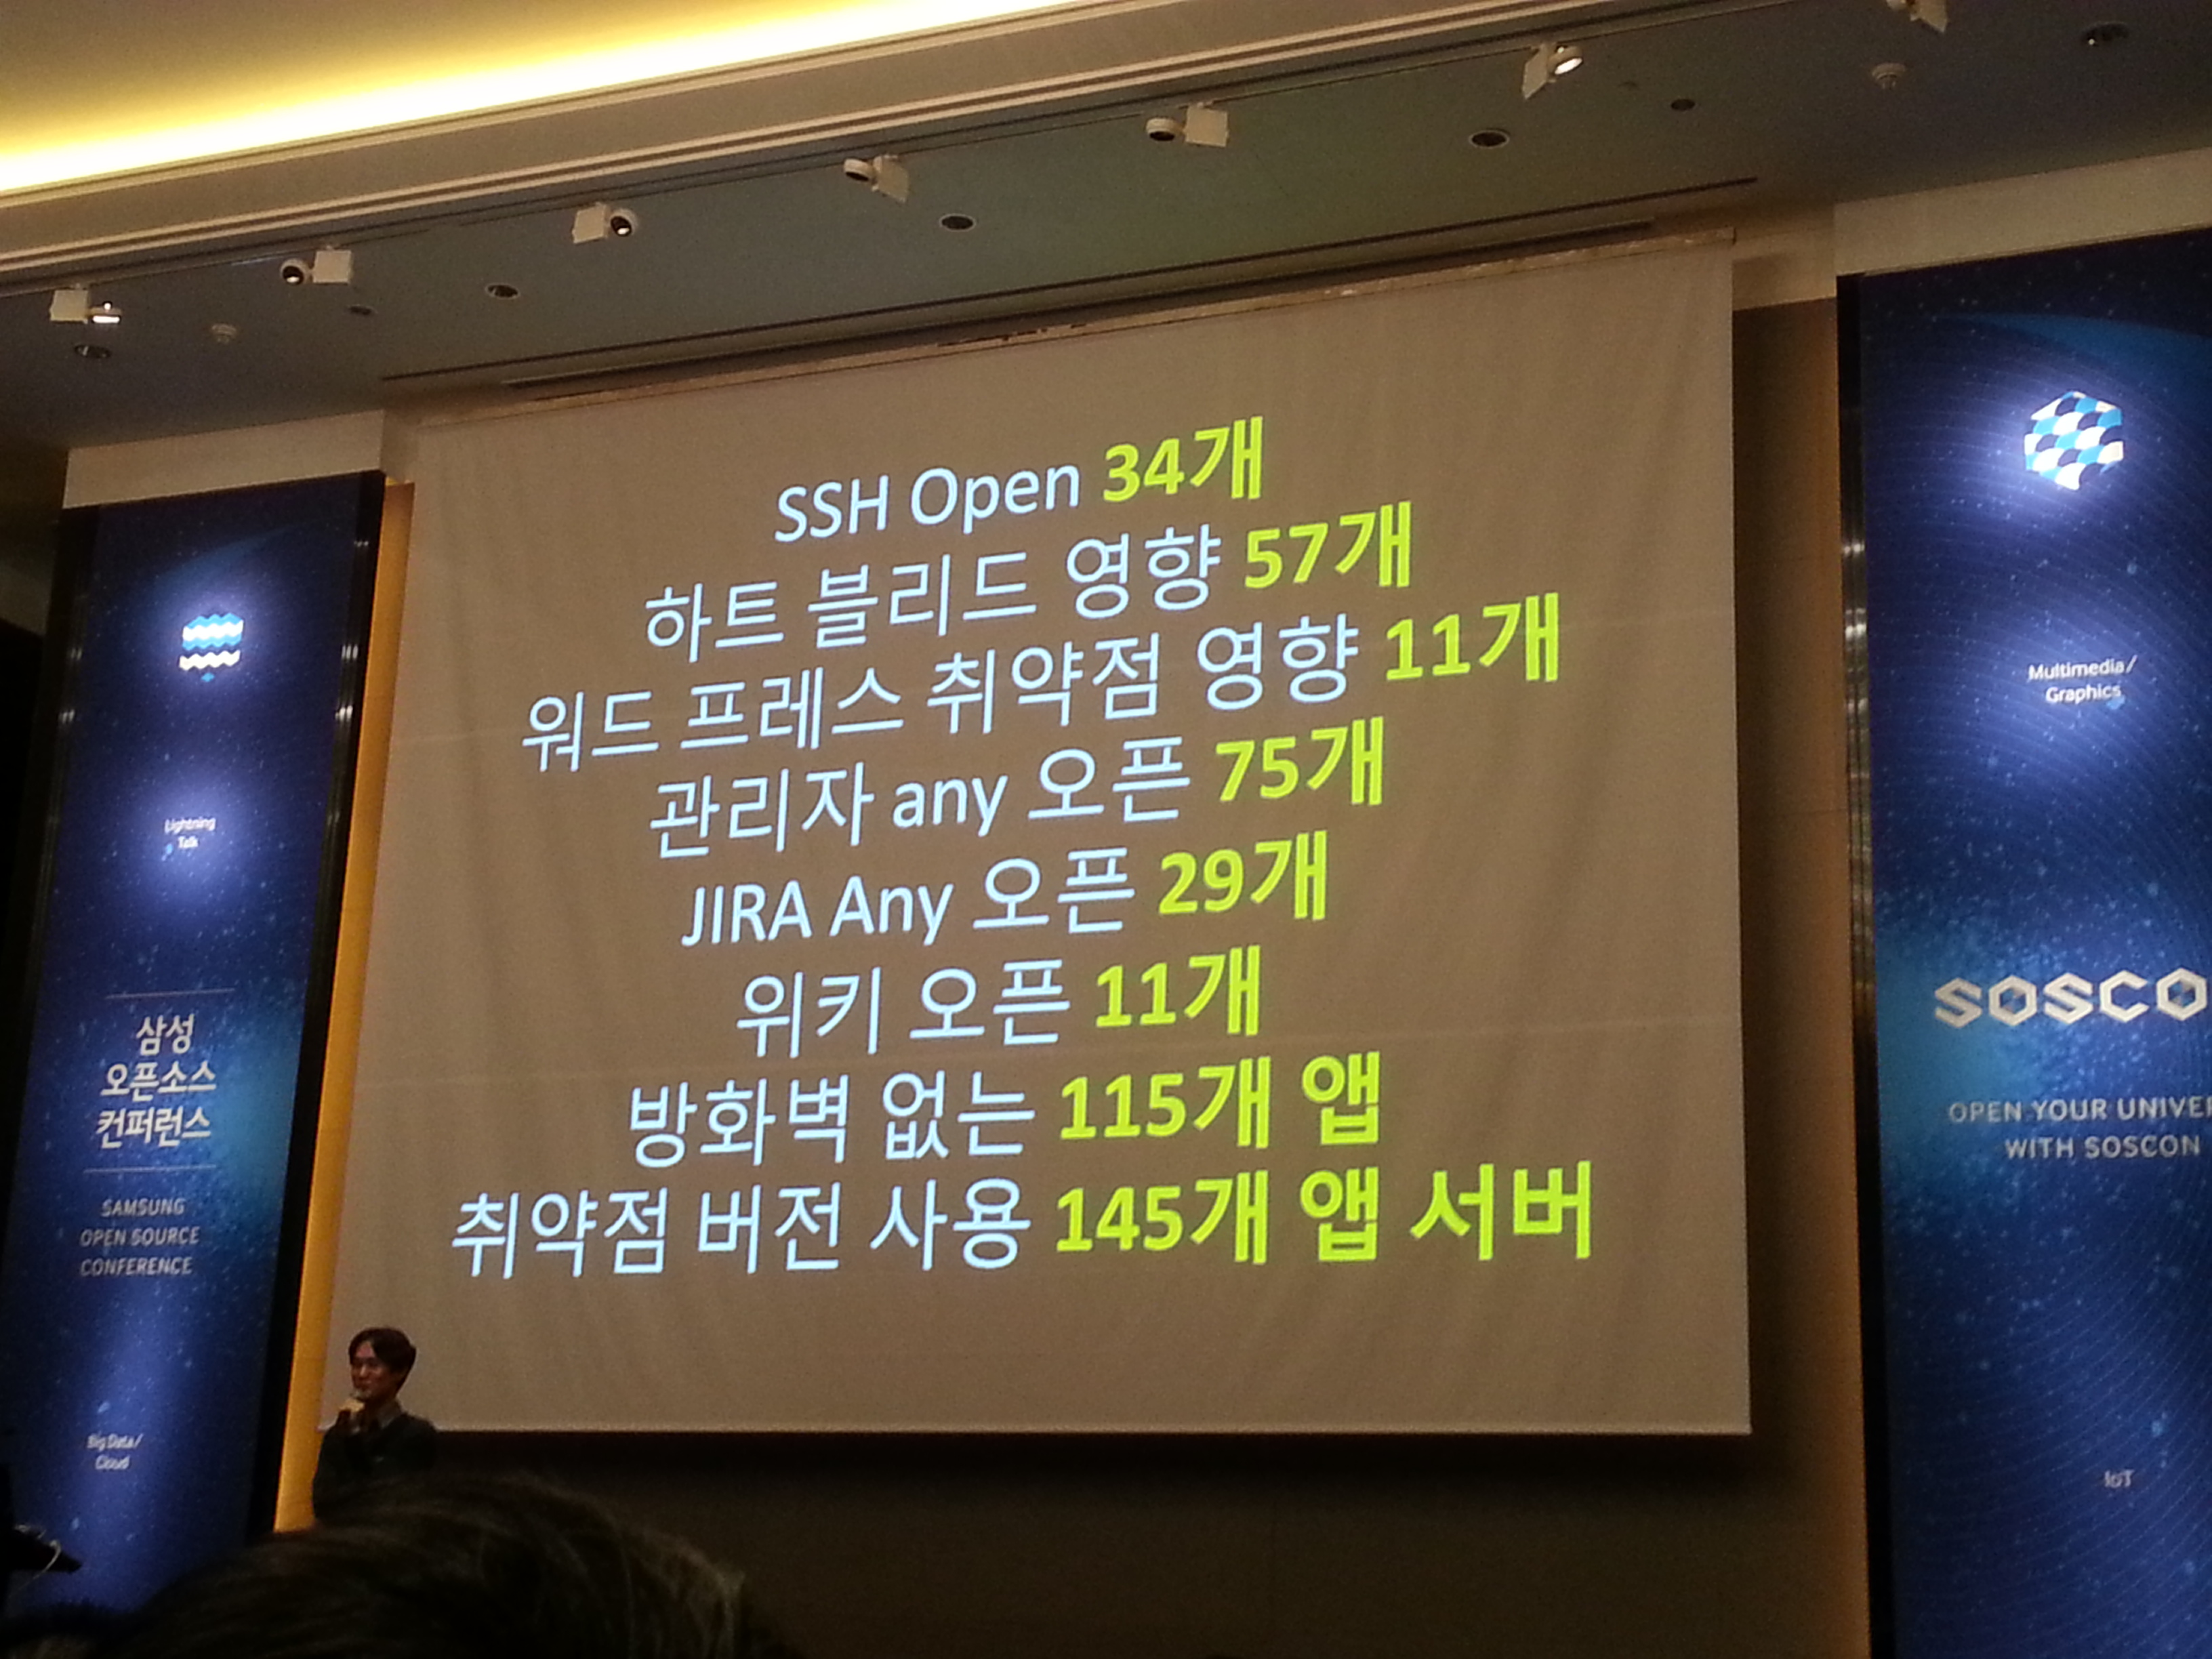 SSH Open 34개
하트 블리드 영향 57개
워드 프레스 취약점 영향 11개
관리자 any 오픈 75개
JIRA Any 오픈 29개
위키 오픈 11개
방화벽 없는 115개 앱
취약점 버전 사용 145개 앱 서버
Lightning
Talk
삼성
오픈소스
컨퍼런스
SAMSUNG
OPEN SOURCE
CONFERENCE
Big Data/
Cloud
Multimedia/
Graphics
SOSCO
OPEN YOUR UNIVE
WITH SOSCON
IoT